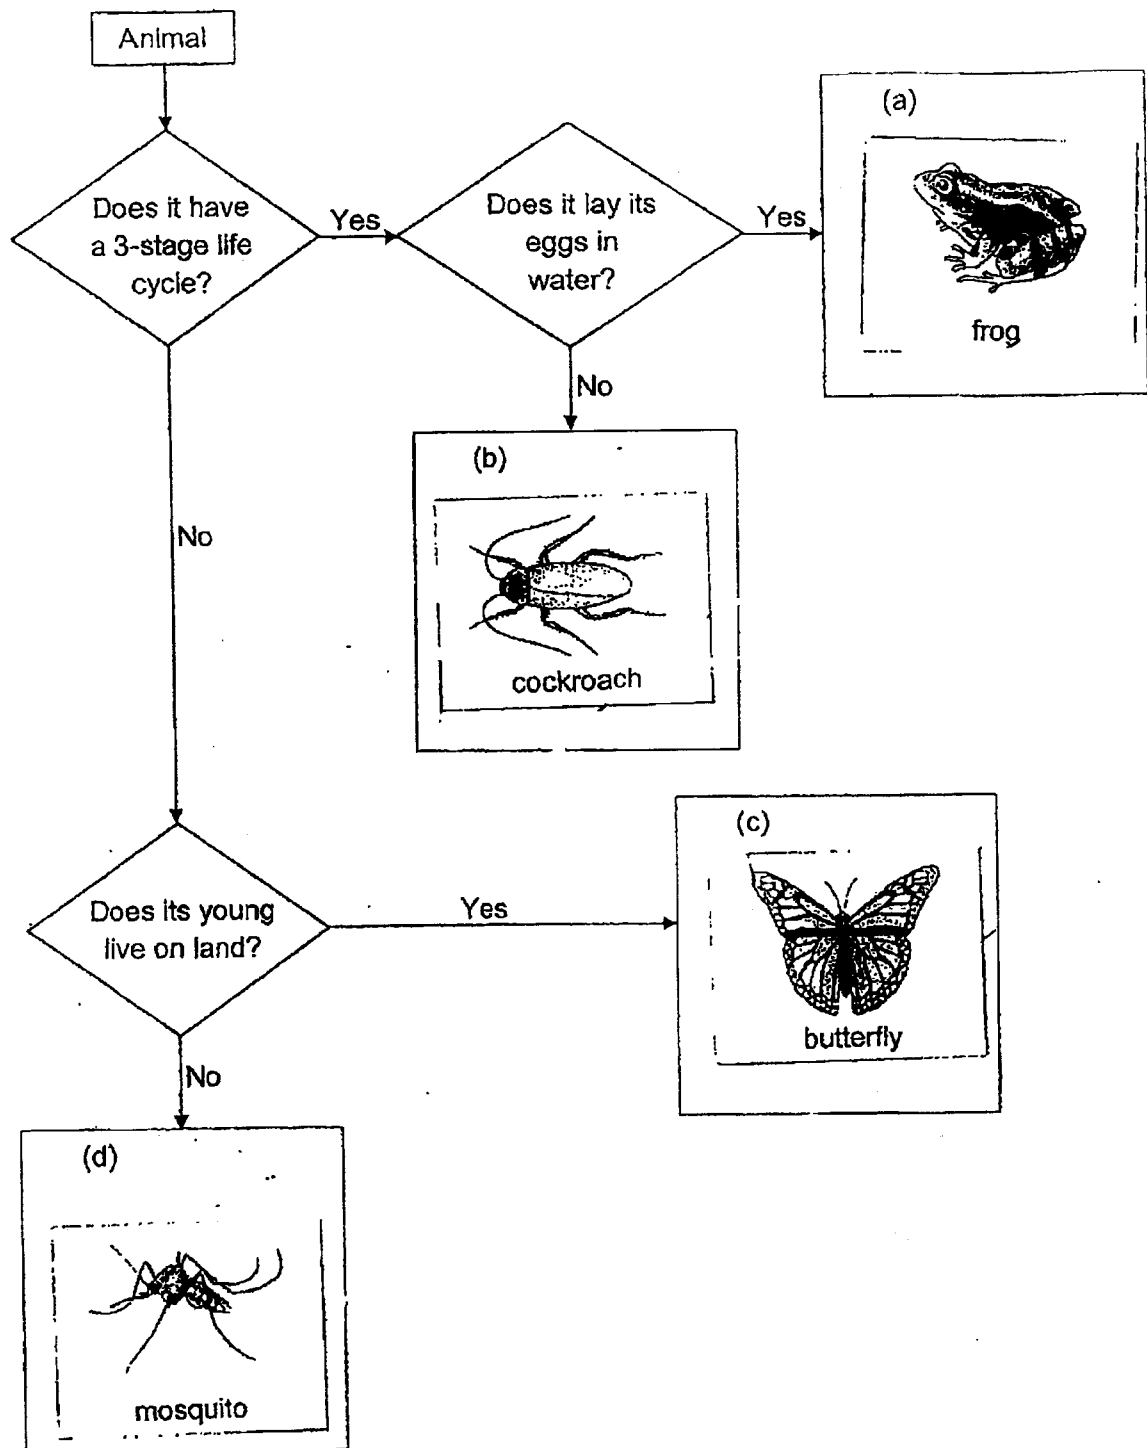 Animal
Does it have
a 3-stage life
cycle?
Yes
Does it lay its
eggs in
water?
Yes
(a)
frog
No
(b)
cockroach
No
Does its young
live on land?
Yes
(c)
butterfly
No
(d)
mosquito